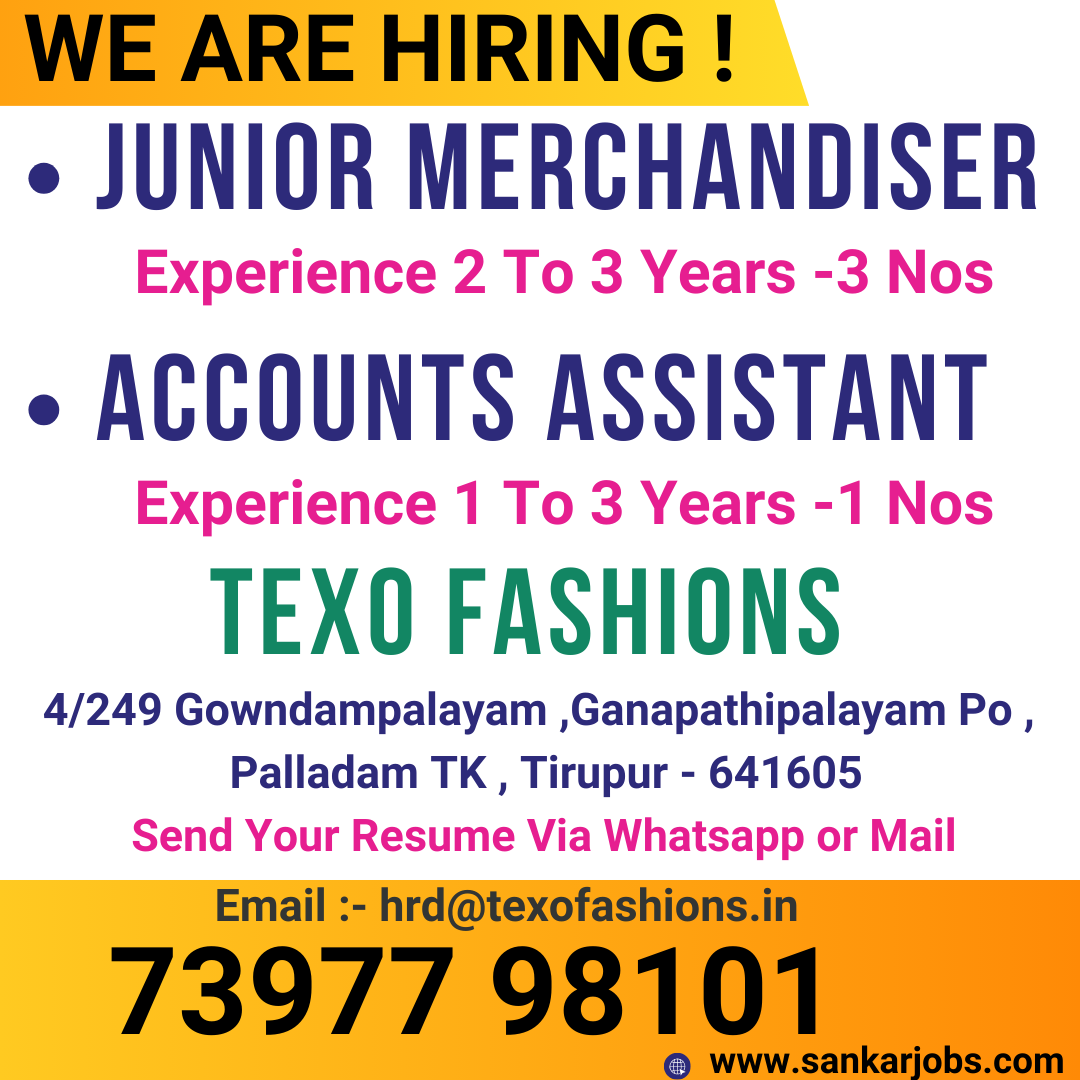 WE ARE HIRING !
• JUNIOR MERCHANDISER
Experience 2 To 3 Years -3 Nos
• ACCOUNTS ASSISTANT
Experience 1 To 3 Years -1 Nos
TEXO FASHIONS
4/249 Gowndampalayam ,Ganapathipalayam Po ,
Palladam TK , Tirupur - 641605
Send Your Resume Via Whatsapp or Mail
Email :- hrd@texofashions.in
73977 98101
www.sankarjobs.com